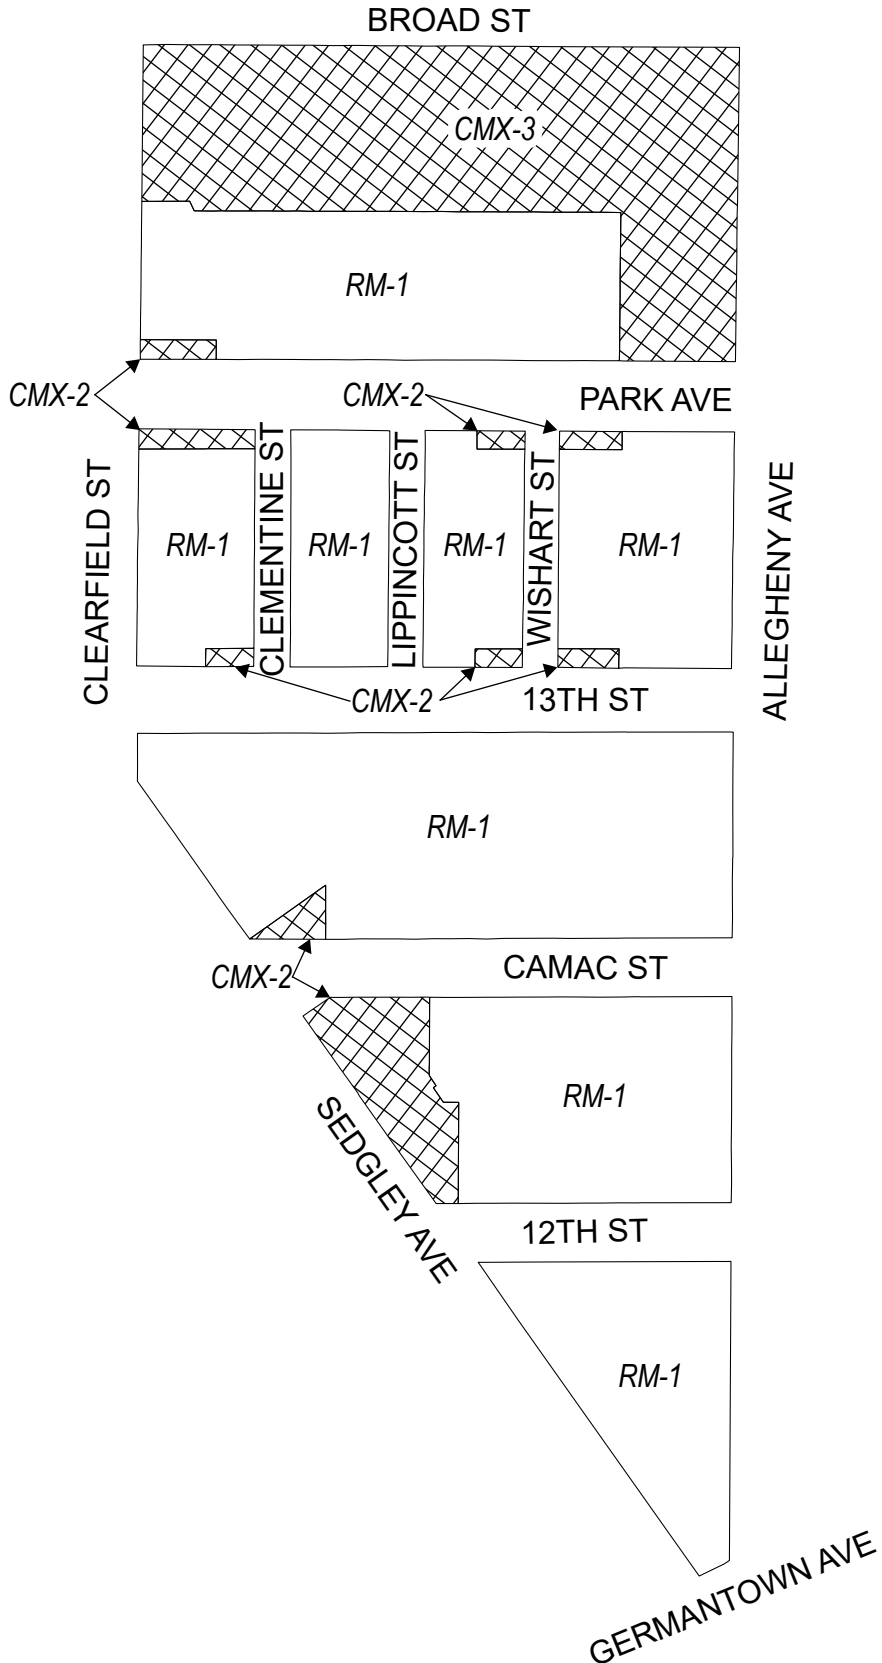 BROAD ST
CMX-3
RM-1
CMX-2
CMX-2
PARK AVE
CLEARFIELD ST
RM-1
CLEMENTINE ST
RM-1
LIPPINCOTT ST
RM-1
WISHART ST
RM-1
ALLEGHENY AVE
CMX-2
13TH ST
RM-1
CMX-2
CAMAC ST
RM-1
SEDGLEY AVE
12TH ST
RM-1
GERMANTOWN AVE